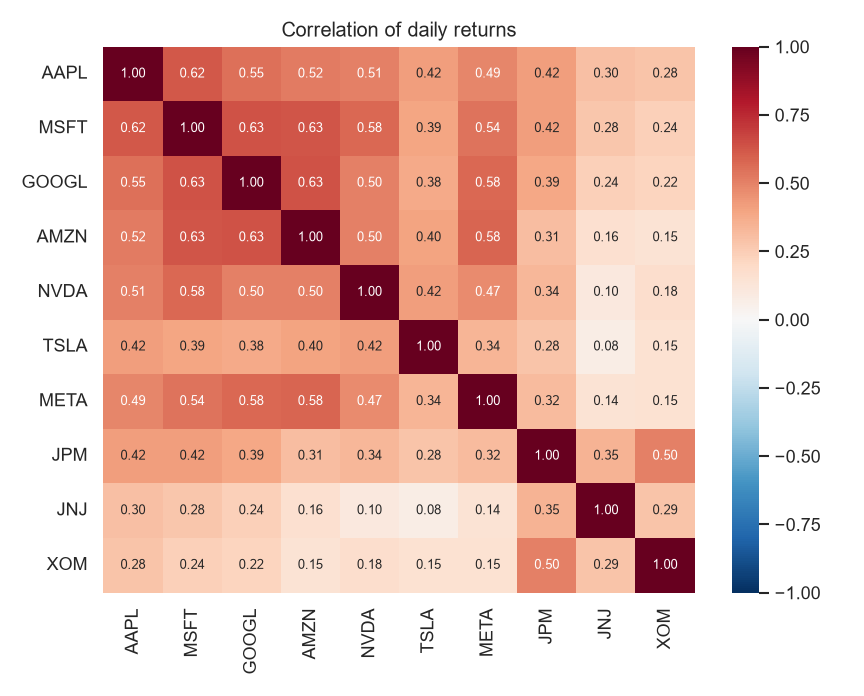 Correlation of daily returns
AAPL 1.00 0.62 0.55 0.52 0.51 0.42 0.49 0.42 0.30 0.28
MSFT 0.62 1.00 0.63 0.63 0.58 0.39 0.54 0.42 0.28 0.24
GOOGL 0.55 0.63 1.00 0.63 0.50 0.38 0.58 0.39 0.24 0.22
AMZN 0.52 0.63 0.63 1.00 0.50 0.40 0.58 0.31 0.16 0.15
NVDA 0.51 0.58 0.50 0.50 1.00 0.42 0.47 0.34 0.10 0.18
TSLA 0.42 0.39 0.38 0.40 0.42 1.00 0.34 0.28 0.08 0.15
META 0.49 0.54 0.58 0.58 0.47 0.34 1.00 0.32 0.14 0.15
JPM 0.42 0.42 0.39 0.31 0.34 0.28 0.32 1.00 0.35 0.50
JNJ 0.30 0.28 0.24 0.16 0.10 0.08 0.14 0.35 1.00 0.29
XOM 0.28 0.24 0.22 0.15 0.18 0.15 0.15 0.50 0.29 1.00
AAPL MSFT GOOGL AMZN NVDA TSLA META JPM JNJ XOM
1.00
0.75
0.50
0.25
0.00
−0.25
−0.50
−0.75
−1.00